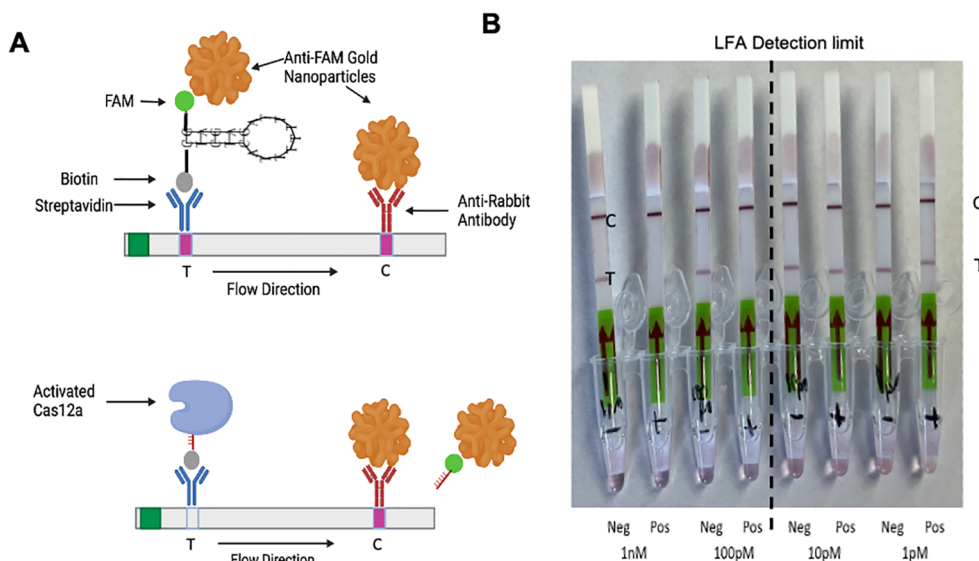 A
Anti-FAM Gold
Nanoparticles
FAM
Biotin
Streptavidin
Anti-Rabbit
Antibody
T
C
Flow Direction
Activated
Cas12a
T
C
Flow Direction
B
LFA Detection limit
C
T
C
T
Neg Pos Neg Pos Neg Pos Neg Pos
1nM 100pM 10pM 1pM